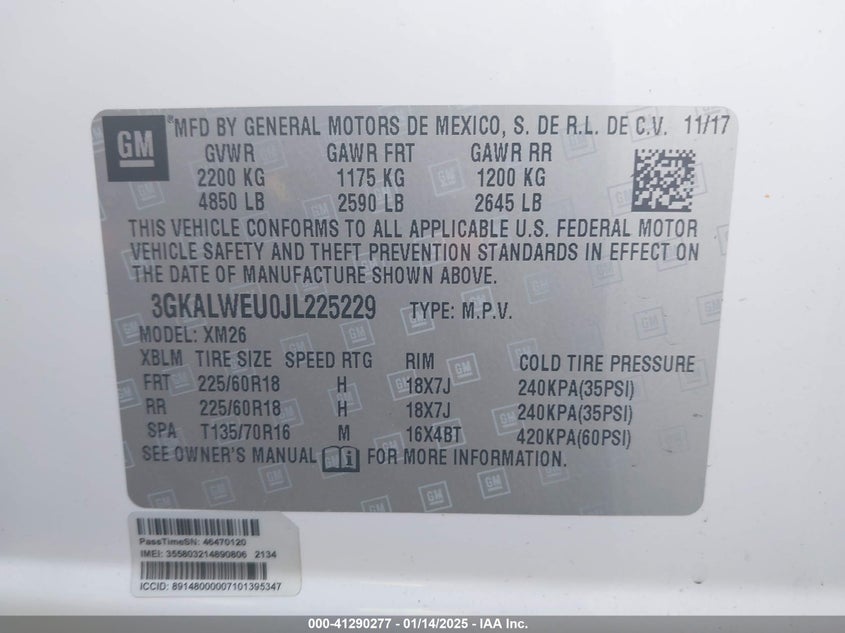 GM ®MFD BY GENERAL MOTORS DE MEXICO, S. DE R.L. DE C.V. 11/17
GVWR GAWR FRT GAWR RR
2200 KG 1175 KG 1200 KG
4850 LB 2590 LB 2645 LB
THIS VEHICLE CONFORMS TO ALL APPLICABLE U.S. FEDERAL MOTOR
VEHICLE SAFETY AND THEFT PREVENTION STANDARDS IN EFFECT ON
THE DATE OF MANUFACTURE SHOWN ABOVE.
3GKALWEU0JL225229 TYPE: M.P.V.
MODEL: XM26
XBLM TIRE SIZE SPEED RTG RIM COLD TIRE PRESSURE
FRT 225/60R18 H 18X7J 240KPA(35PSI)
RR 225/60R18 H 18X7J 240KPA(35PSI)
SPA T135/70R16 M 16X4BT 420KPA(60PSI)
SEE OWNER'S MANUAL i FOR MORE INFORMATION.
PassTimeSN: 46470120
IMEI: 355803214890806 2134
ICCID: 89148000007101395347
000-41290277 - 01/14/2025 - IAA Inc.